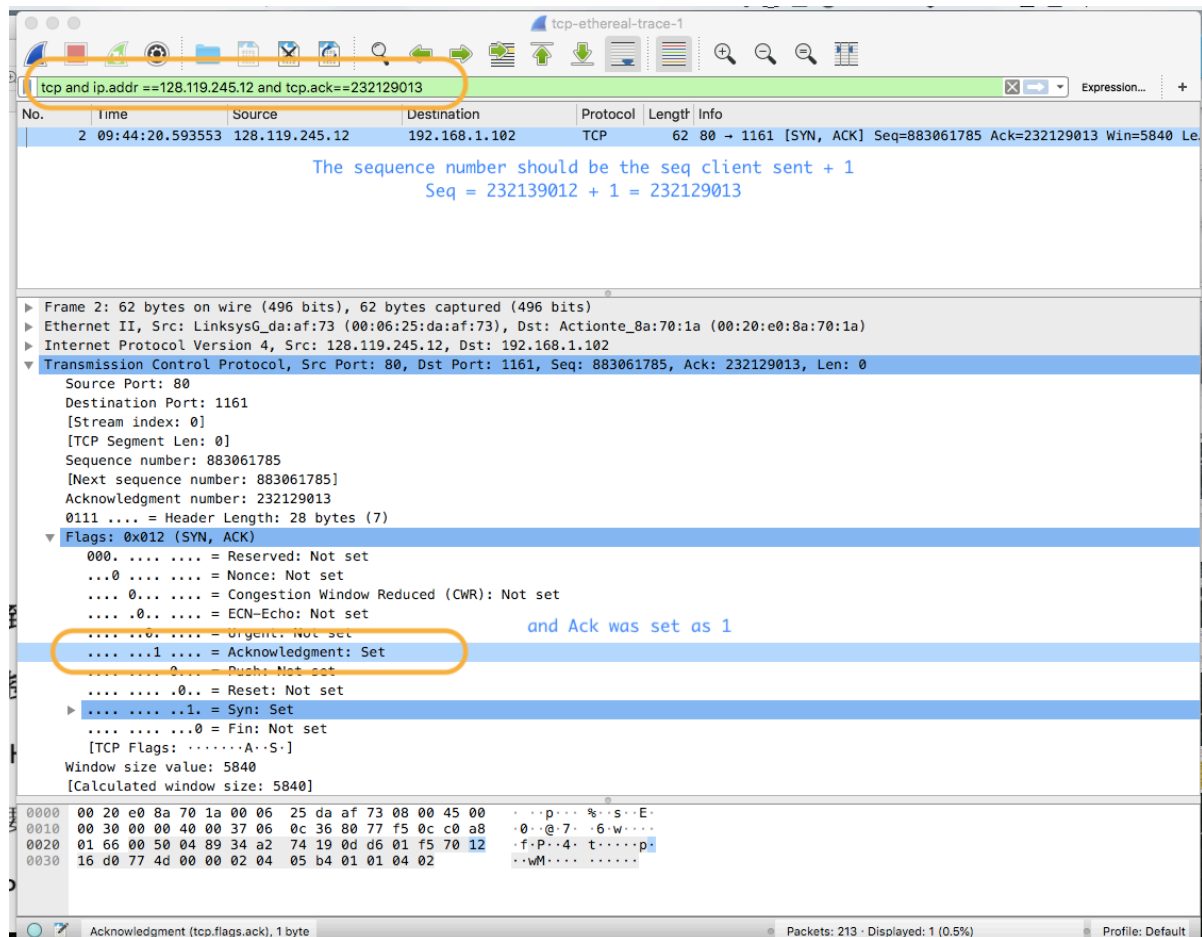 tcp-ethereal-trace-1
tcp and ip.addr ==128.119.245.12 and tcp.ack==232129013
Expression... +
No. Time Source Destination Protocol Length Info
2 09:44:20.593553 128.119.245.12 192.168.1.102 TCP 62 80 → 1161 [SYN, ACK] Seq=883061785 Ack=232129013 Win=5840 Le…
The sequence number should be the seq client sent + 1
Seq = 232139012 + 1 = 232129013
Frame 2: 62 bytes on wire (496 bits), 62 bytes captured (496 bits)
Ethernet II, Src: LinksysG_da:af:73 (00:06:25:da:af:73), Dst: Actionte_8a:70:1a (00:20:e0:8a:70:1a)
Internet Protocol Version 4, Src: 128.119.245.12, Dst: 192.168.1.102
Transmission Control Protocol, Src Port: 80, Dst Port: 1161, Seq: 883061785, Ack: 232129013, Len: 0
Source Port: 80
Destination Port: 1161
[Stream index: 0]
[TCP Segment Len: 0]
Sequence number: 883061785
[Next sequence number: 883061785]
Acknowledgment number: 232129013
0111 .... = Header Length: 28 bytes (7)
Flags: 0x012 (SYN, ACK)
000. .... .... = Reserved: Not set
...0 .... .... = Nonce: Not set
.... 0... .... = Congestion Window Reduced (CWR): Not set
.... .0.. .... = ECN-Echo: Not set
.... ..0. .... = Urgent: Not set
and Ack was set as 1
.... ...1 .... = Acknowledgment: Set
.... .... 0... = Push: Not set
.... .... .0.. = Reset: Not set
.... .... ..1. = Syn: Set
.... .... ...0 = Fin: Not set
[TCP Flags: ·······A··S·]
Window size value: 5840
[Calculated window size: 5840]
0000 00 20 e0 8a 70 1a 00 06 25 da af 73 08 00 45 00 · ··p··· %··s··E·
0010 00 30 00 00 40 00 37 06 0c 36 80 77 f5 0c c0 a8 ·0··@·7· ·6·w····
0020 01 66 00 50 04 89 34 a2 74 19 0d d6 01 f5 70 12 ·f·P··4· t·····p·
0030 16 d0 77 4d 00 00 02 04 05 b4 01 01 04 02 ··wM···· ······
Acknowledgment (tcp.flags.ack), 1 byte
Packets: 213 · Displayed: 1 (0.5%)
Profile: Default